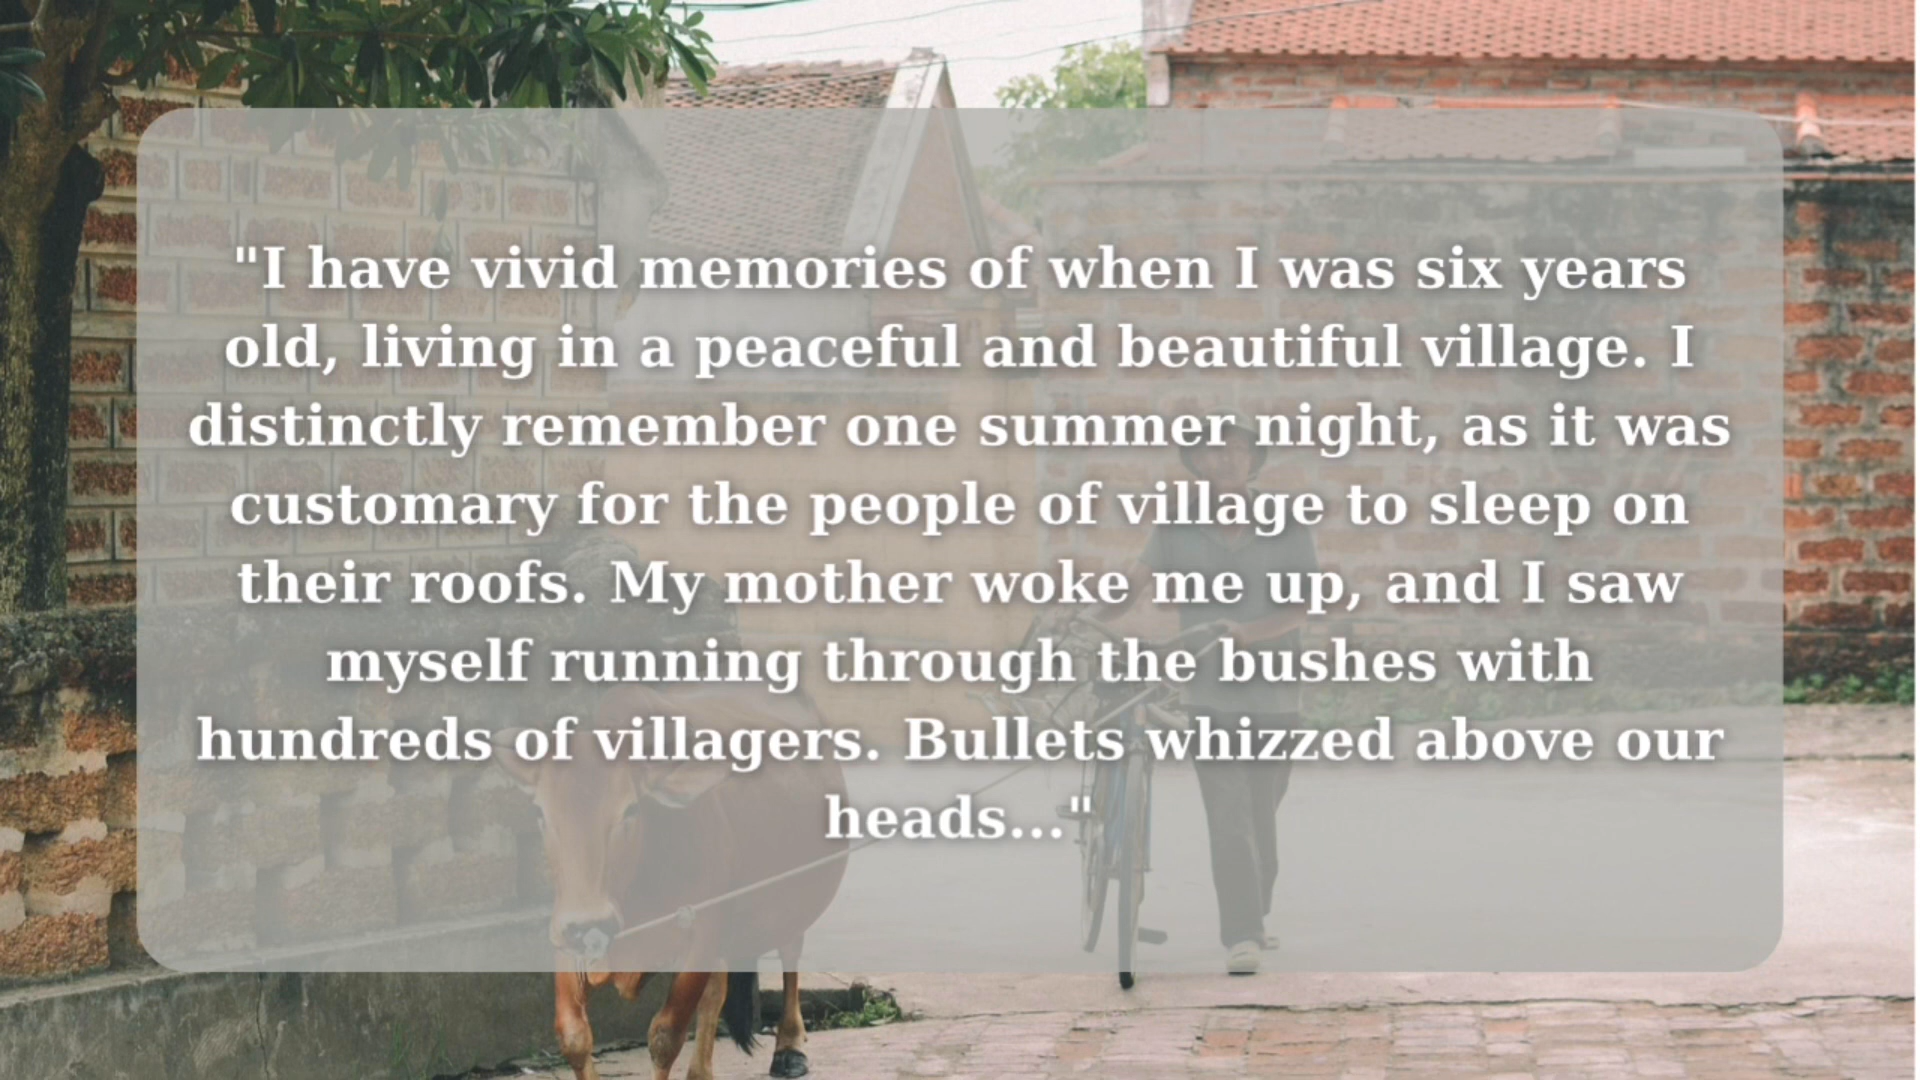 "I have vivid memories of when I was six years
old, living in a peaceful and beautiful village. I
distinctly remember one summer night, as it was
customary for the people of village to sleep on
their roofs. My mother woke me up, and I saw
myself running through the bushes with
hundreds of villagers. Bullets whizzed above our
heads..."